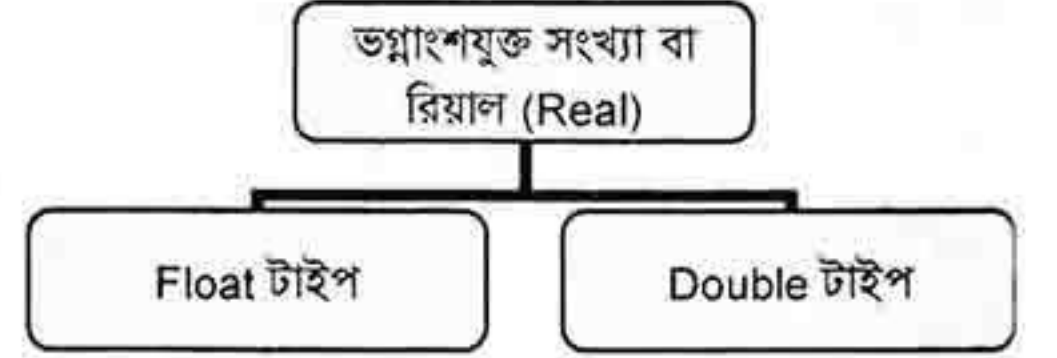 ভগ্নাংশযুক্ত সংখ্যা বা
রিয়াল (Real)
Float টাইপ
Double টাইপ